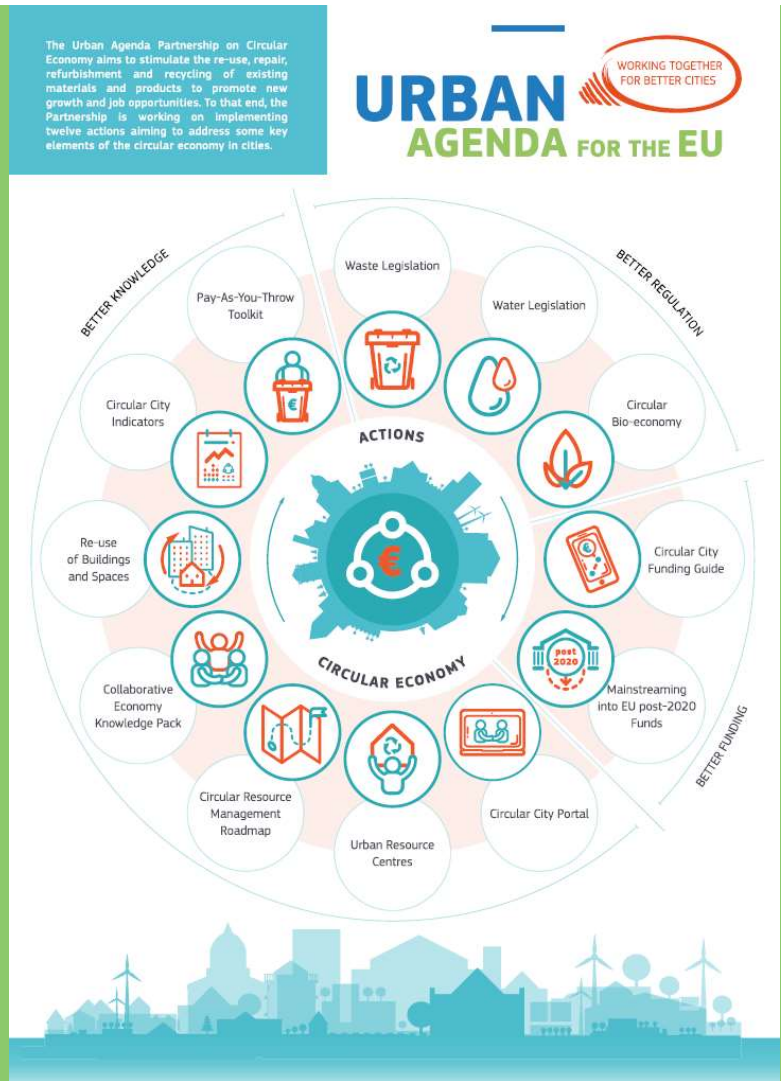 The Urban Agenda Partnership on Circular
Economy aims to stimulate the re-use, repair,
refurbishment and recycling of existing
materials and products to promote new
growth and job opportunities. To that end, the
Partnership is working on implementing
twelve actions aiming to address some key
elements of the circular economy in cities.
URBAN
AGENDA FOR THE EU
WORKING TOGETHER
FOR BETTER CITIES
BETTER KNOWLEDGE
BETTER REGULATION
BETTER FUNDING
Waste Legislation
Water Legislation
Circular
Bio-economy
Circular City
Funding Guide
Mainstreaming
into EU post-2020
Funds
Circular City Portal
Urban Resource
Centres
Circular Resource
Management
Roadmap
Collaborative
Economy
Knowledge Pack
Re-use
of Buildings
and Spaces
Circular City
Indicators
Pay-As-You-Throw
Toolkit
€
€
post
2020
ACTIONS
€
CIRCULAR ECONOMY